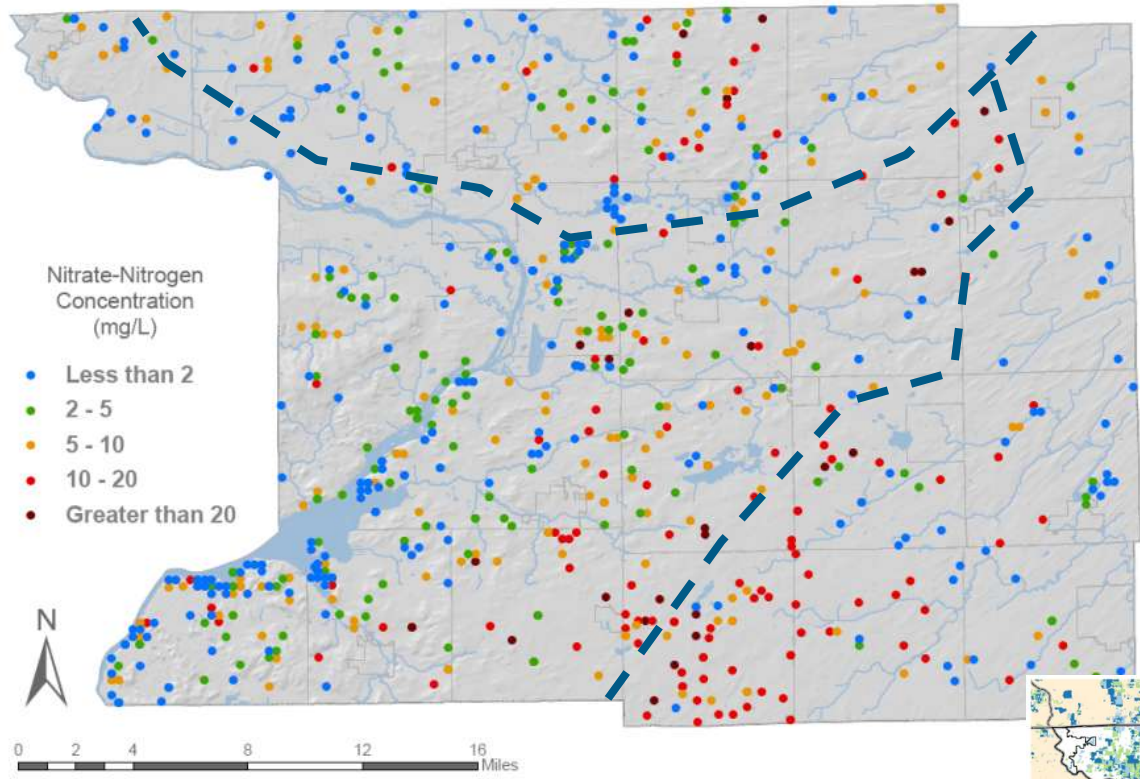 Nitrate-Nitrogen
Concentration
(mg/L)
Less than 2
2 - 5
5 - 10
10 - 20
Greater than 20
N
0 2 4 8 12 16
Miles